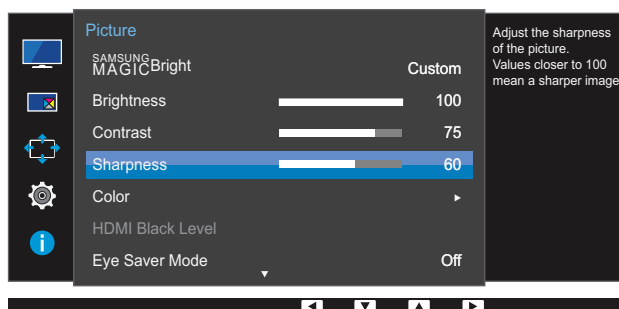 Picture
SAMSUNG
MAGICBright Custom
Brightness 100
Contrast 75
Sharpness 60
Color
HDMI Black Level
Eye Saver Mode Off
Adjust the sharpness
of the picture.
Values closer to 100
mean a sharper image